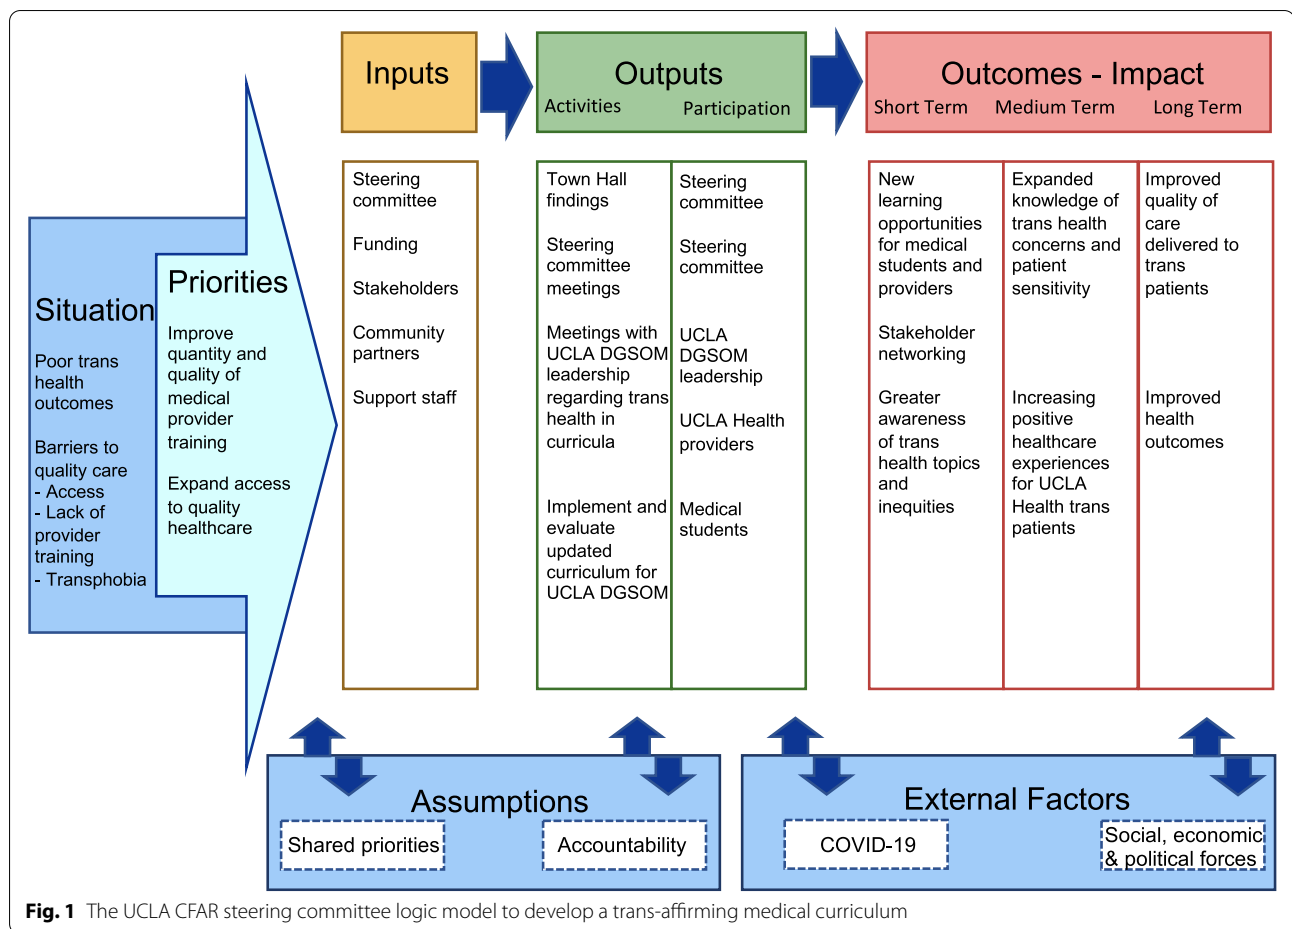 Inputs
Outputs
Activities
Participation
Outcomes - Impact
Short Term
Medium Term
Long Term
Situation
Poor trans
health
outcomes
Barriers to
quality care
- Access
- Lack of
provider
training
- Transphobia
Priorities
Improve
quantity and
quality of
medical
provider
training
Expand access
to quality
healthcare
Steering
committee
Funding
Stakeholders
Community
partners
Support staff
Town Hall
findings
Steering
committee
meetings
Meetings with
UCLA DGSOM
leadership
regarding trans
health in
curricula
Implement and
evaluate
updated
curriculum for
UCLA DGSOM
Steering
committee
Steering
committee
UCLA
DGSOM
leadership
UCLA Health
providers
Medical
students
New
learning
opportunities
for medical
students and
providers
Stakeholder
networking
Greater
awareness
of trans
health topics
and
inequities
Expanded
knowledge of
trans health
concerns and
patient
sensitivity
Increasing
positive
healthcare
experiences
for UCLA
Health trans
patients
Improved
quality of
care
delivered to
trans
patients
Improved
health
outcomes
Assumptions
Shared priorities
Accountability
External Factors
COVID-19
Social, economic
& political forces
Fig. 1 The UCLA CFAR steering committee logic model to develop a trans-affirming medical curriculum